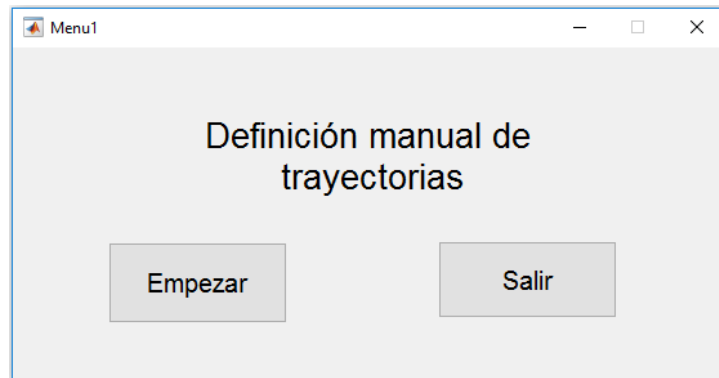 Menu1
Definición manual de
trayectorias
Empezar
Salir